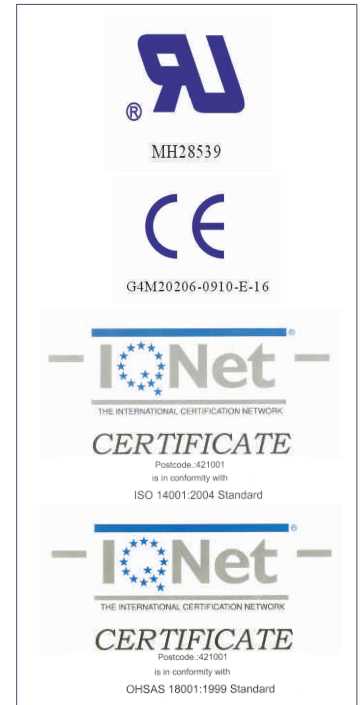 RU
®
MH28539
CE
G4M20206-0910-E-16
®
IQNet
THE INTERNATIONAL CERTIFICATION NETWORK
CERTIFICATE
Postcode.:421001
is in conformity with
ISO 14001:2004 Standard
®
IQNet
THE INTERNATIONAL CERTIFICATION NETWORK
CERTIFICATE
Postcode.:421001
is in conformity with
OHSAS 18001:1999 Standard